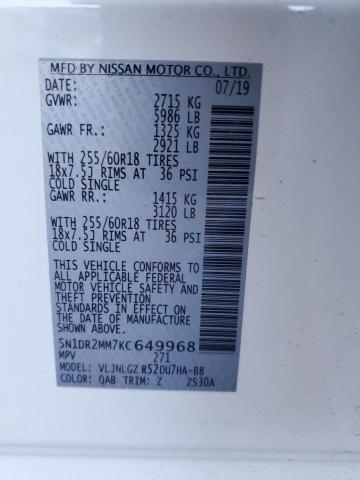 MFD BY NISSAN MOTOR CO., LTD.
DATE: 07/19
GVWR: 2715 KG
5986 LB
GAWR FR.: 1325 KG
2921 LB
WITH 255/60R18 TIRES
18x7.5J RIMS AT 36 PSI
COLD SINGLE
GAWR RR.: 1415 KG
3120 LB
WITH 255/60R18 TIRES
18x7.5J RIMS AT 36 PSI
COLD SINGLE
THIS VEHICLE CONFORMS TO
ALL APPLICABLE FEDERAL
MOTOR VEHICLE SAFETY AND
THEFT PREVENTION
STANDARDS IN EFFECT ON
THE DATE OF MANUFACTURE
SHOWN ABOVE.
5N1DR2MM7KC649968
MPV 271
MODEL: VLJNLGZ R52DU7HA-BB
COLOR: QAB TRIM: Z 2S30A